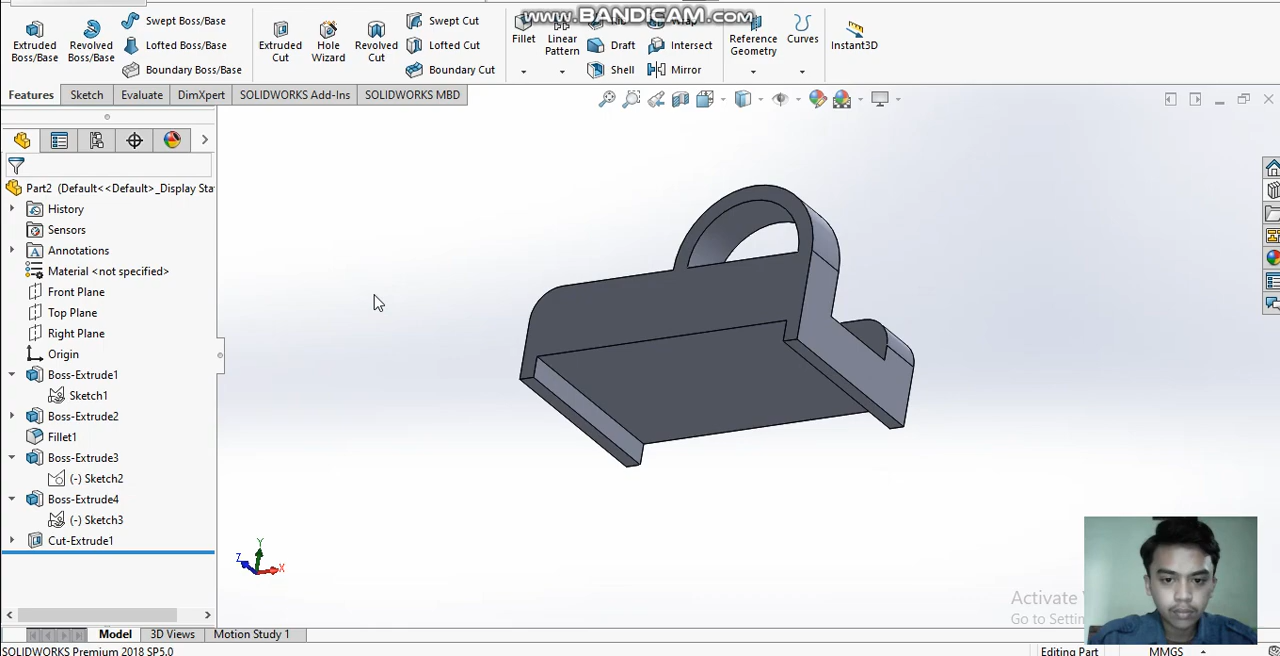 WWW.BANDICAM.COM
Extruded Boss/Base
Revolved Boss/Base
Swept Boss/Base
Lofted Boss/Base
Boundary Boss/Base
Extruded Cut
Hole Wizard
Revolved Cut
Swept Cut
Lofted Cut
Boundary Cut
Fillet
Linear Pattern
Draft
Shell
Intersect
Mirror
Reference Geometry
Curves
Instant3D
Features
Sketch
Evaluate
DimXpert
SOLIDWORKS Add-Ins
SOLIDWORKS MBD
Part2 (Default<<Default>_Display Sta
History
Sensors
Annotations
Material <not specified>
Front Plane
Top Plane
Right Plane
Origin
Boss-Extrude1
Sketch1
Boss-Extrude2
Fillet1
Boss-Extrude3
(-) Sketch2
Boss-Extrude4
(-) Sketch3
Cut-Extrude1
Y
Z
X
Activate
Go to Settin
Model
3D Views
Motion Study 1
SOLIDWORKS Premium 2018 SP5.0
Editing Part
MMGS